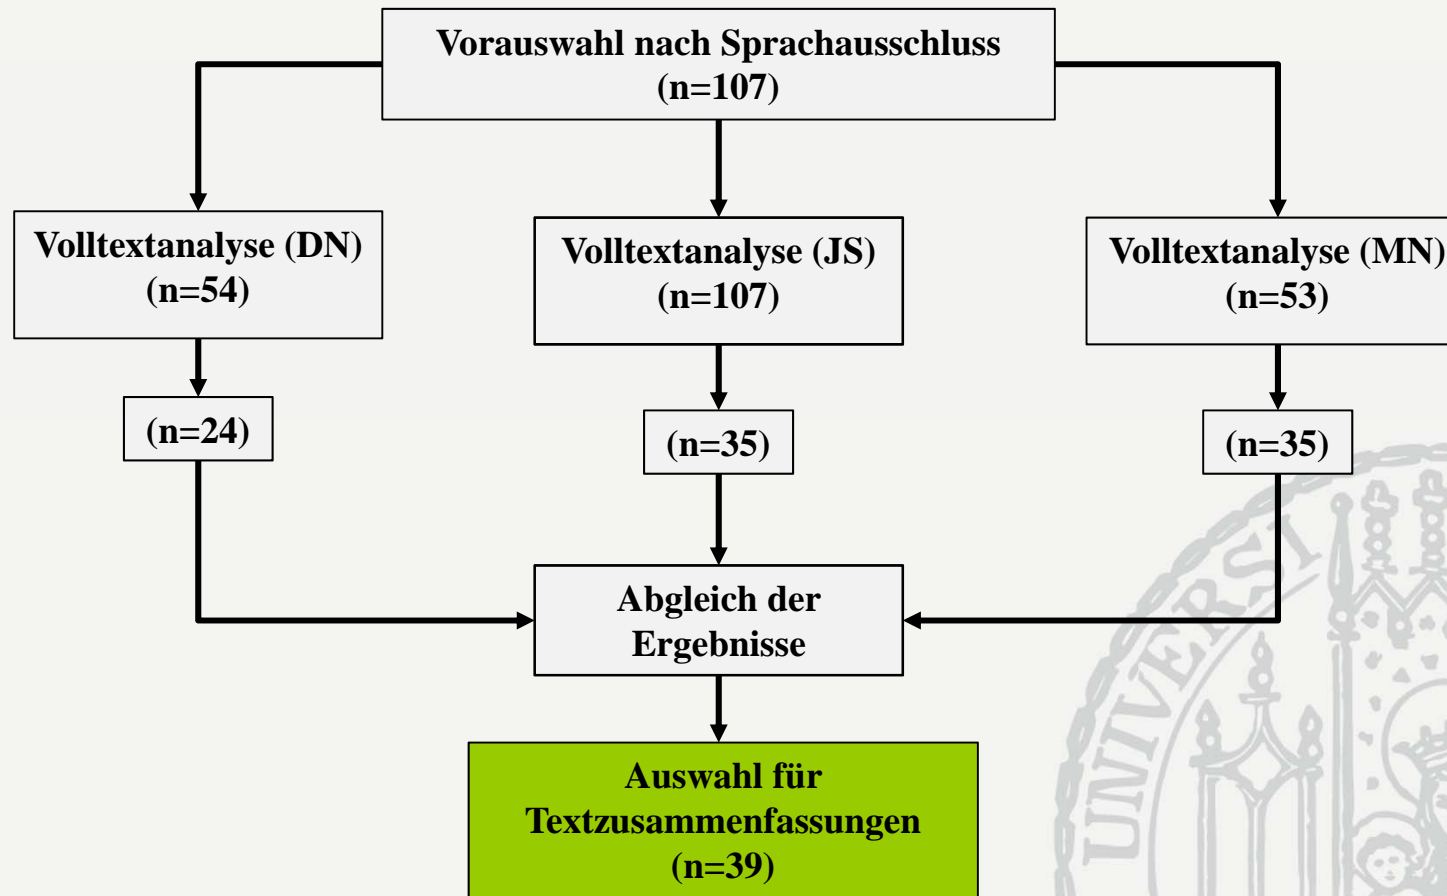 Vorauswahl nach Sprachausschluss
(n=107)
Volltextanalyse (DN)
(n=54)
Volltextanalyse (JS)
(n=107)
Volltextanalyse (MN)
(n=53)
(n=24)
(n=35)
(n=35)
Abgleich der
Ergebnisse
Auswahl für
Textzusammenfassungen
(n=39)
UNIVERSI